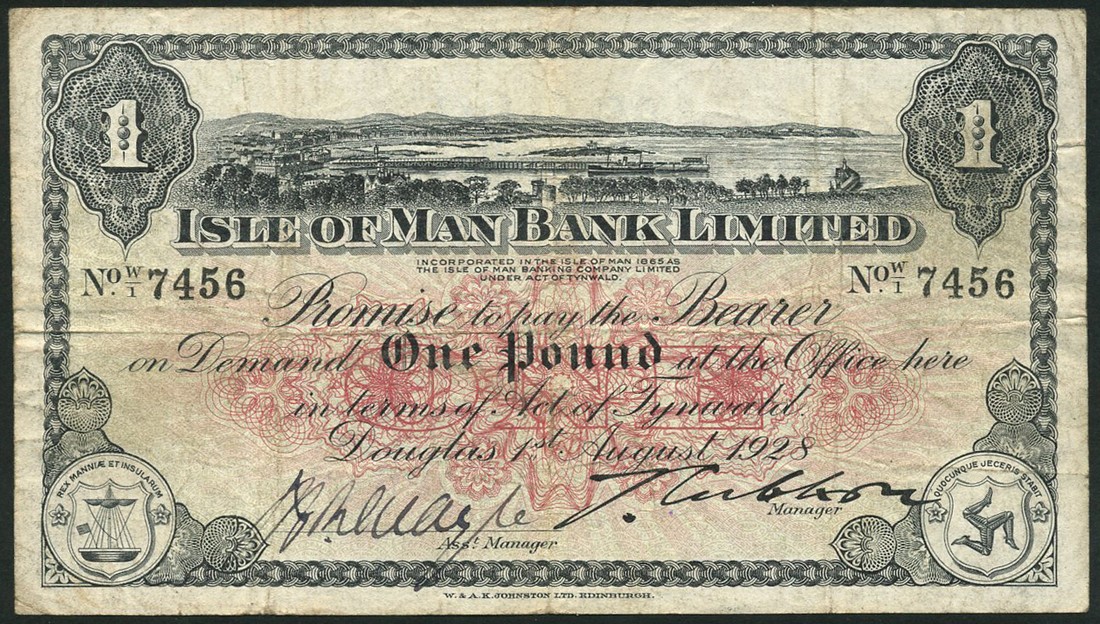 1 1
ISLE OF MAN BANK LIMITED
INCORPORATED IN THE ISLE OF MAN 1865 AS
THE ISLE OF MAN BANKING COMPANY LIMITED
UNDER ACT OF TYNWALD.
No. W/1 7456 No. W/1 7456
Promise to pay the Bearer
on Demand One Pound at the Office here
in terms of Act of Tynwald.
Douglas 1st August 1928
REX MANNIÆ ET INSULARUM
QUOCUNQUE JECERIS STABIT
Manager
Asst. Manager
W. & A.K. JOHNSTON LTD. EDINBURGH.